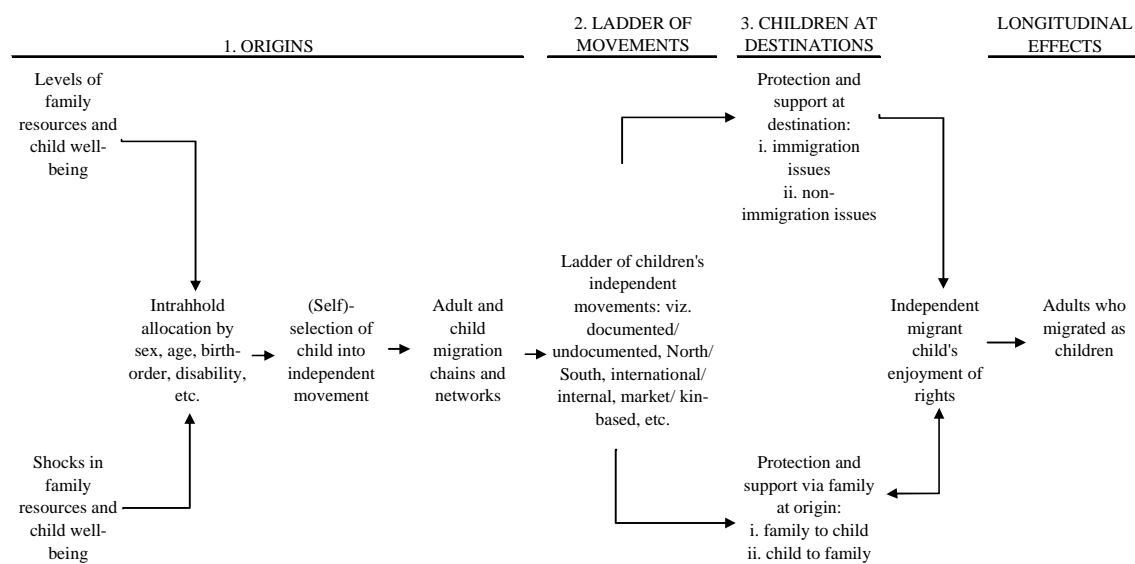 1. ORIGINS
2. LADDER OF
MOVEMENTS
3. CHILDREN AT
DESTINATIONS
LONGITUDINAL
EFFECTS
Levels of
family
resources and
child well-
being
Shocks in
family
resources and
child well-
being
Intrahhold
allocation by
sex, age, birth-
order, disability,
etc.
(Self)-
selection of
child into
independent
movement
Adult and
child
migration
chains and
networks
Ladder of children's
independent
movements: viz.
documented/
undocumented, North/
South, international/
internal, market/ kin-
based, etc.
Protection and
support at
destination:
i. immigration
issues
ii. non-
immigration issues
Protection and
support via family
at origin:
i. family to child
ii. child to family
Independent
migrant
child's
enjoyment of
rights
Adults who
migrated as
children